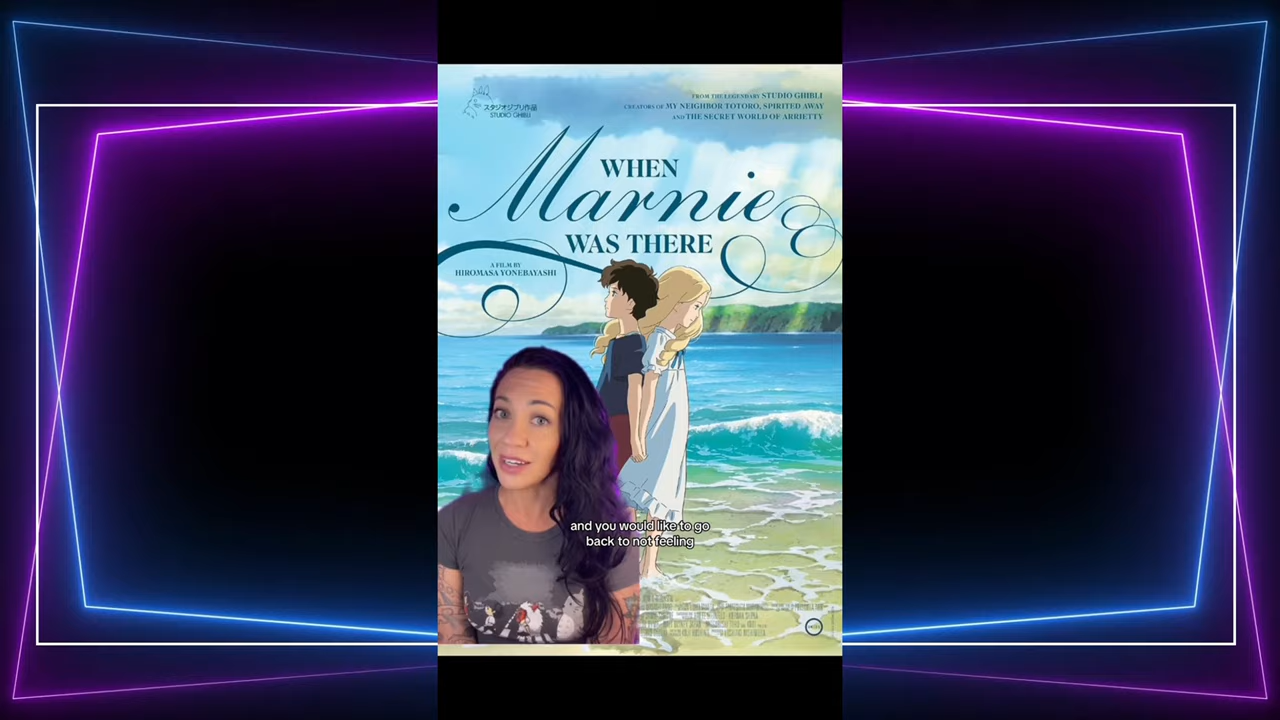 スタジオジブリ作品
STUDIO GHIBLI
FROM THE LEGENDARY STUDIO GHIBLI
CREATORS OF MY NEIGHBOR TOTORO, SPIRITED AWAY
AND THE SECRET WORLD OF ARRIETTY
WHEN
Marnie
WAS THERE
A FILM BY
HIROMASA YONEBAYASHI
and you would like to go
back to not feeling